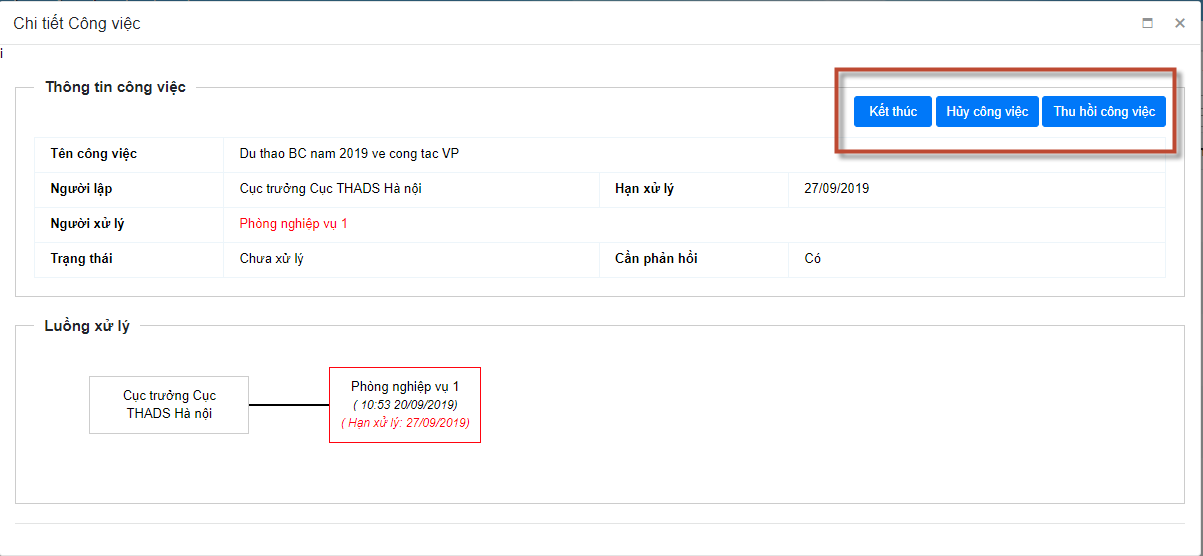 Chi tiết Công việc
i
Thông tin công việc
Kết thúc Hủy công việc Thu hồi công việc
Tên công việc Du thao BC nam 2019 ve cong tac VP
Người lập Cục trưởng Cục THADS Hà nội Hạn xử lý 27/09/2019
Người xử lý Phòng nghiệp vụ 1
Trạng thái Chưa xử lý Cần phản hồi Có
Luồng xử lý
Cục trưởng Cục
THADS Hà nội
Phòng nghiệp vụ 1
( 10:53 20/09/2019)
( Hạn xử lý: 27/09/2019)